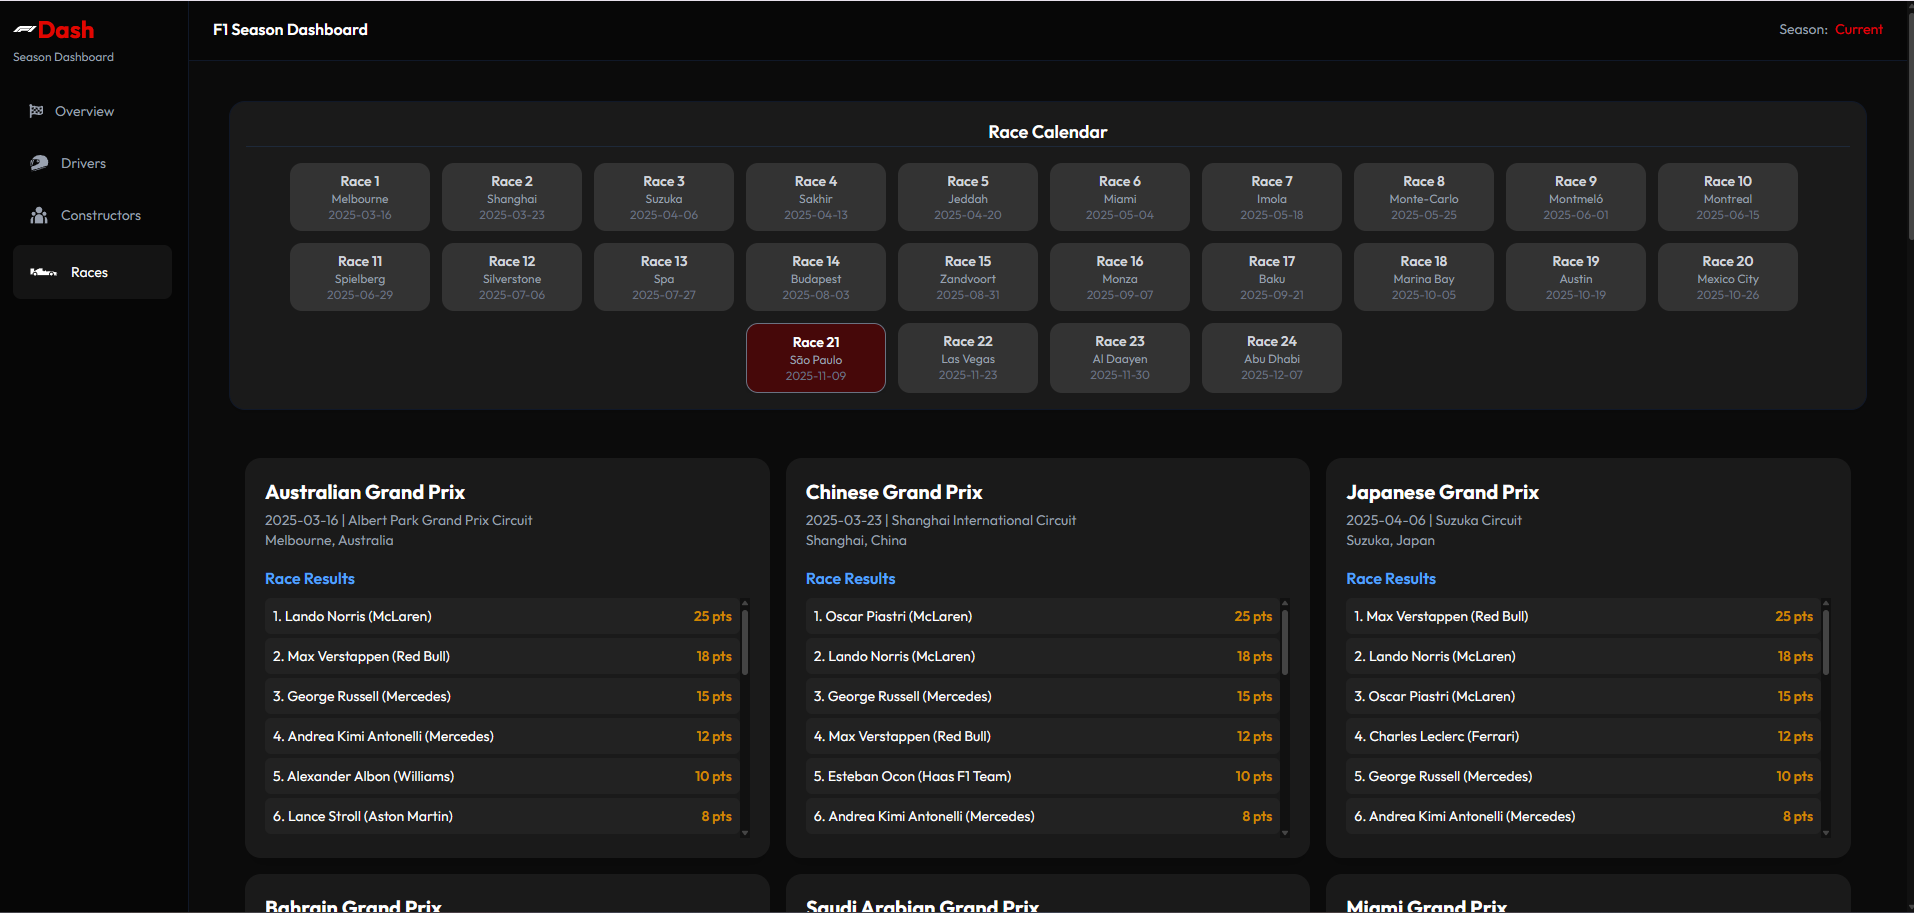 Dash
Season Dashboard
Overview
Drivers
Constructors
Races
F1 Season Dashboard
Season: Current
Race Calendar
Race 1
Melbourne
2025-03-16
Race 2
Shanghai
2025-03-23
Race 3
Suzuka
2025-04-06
Race 4
Sakhir
2025-04-13
Race 5
Jeddah
2025-04-20
Race 6
Miami
2025-05-04
Race 7
Imola
2025-05-18
Race 8
Monte-Carlo
2025-05-25
Race 9
Montmeló
2025-06-01
Race 10
Montreal
2025-06-15
Race 11
Spielberg
2025-06-29
Race 12
Silverstone
2025-07-06
Race 13
Spa
2025-07-27
Race 14
Budapest
2025-08-03
Race 15
Zandvoort
2025-08-31
Race 16
Monza
2025-09-07
Race 17
Baku
2025-09-21
Race 18
Marina Bay
2025-10-05
Race 19
Austin
2025-10-19
Race 20
Mexico City
2025-10-26
Race 21
São Paulo
2025-11-09
Race 22
Las Vegas
2025-11-23
Race 23
Al Daayen
2025-11-30
Race 24
Abu Dhabi
2025-12-07
Australian Grand Prix
2025-03-16 | Albert Park Grand Prix Circuit
Melbourne, Australia
Race Results
1. Lando Norris (McLaren) 25 pts
2. Max Verstappen (Red Bull) 18 pts
3. George Russell (Mercedes) 15 pts
4. Andrea Kimi Antonelli (Mercedes) 12 pts
5. Alexander Albon (Williams) 10 pts
6. Lance Stroll (Aston Martin) 8 pts
Chinese Grand Prix
2025-03-23 | Shanghai International Circuit
Shanghai, China
Race Results
1. Oscar Piastri (McLaren) 25 pts
2. Lando Norris (McLaren) 18 pts
3. George Russell (Mercedes) 15 pts
4. Max Verstappen (Red Bull) 12 pts
5. Esteban Ocon (Haas F1 Team) 10 pts
6. Andrea Kimi Antonelli (Mercedes) 8 pts
Japanese Grand Prix
2025-04-06 | Suzuka Circuit
Suzuka, Japan
Race Results
1. Max Verstappen (Red Bull) 25 pts
2. Lando Norris (McLaren) 18 pts
3. Oscar Piastri (McLaren) 15 pts
4. Charles Leclerc (Ferrari) 12 pts
5. George Russell (Mercedes) 10 pts
6. Andrea Kimi Antonelli (Mercedes) 8 pts
Bahrain Grand Prix
Saudi Arabian Grand Prix
Miami Grand Prix